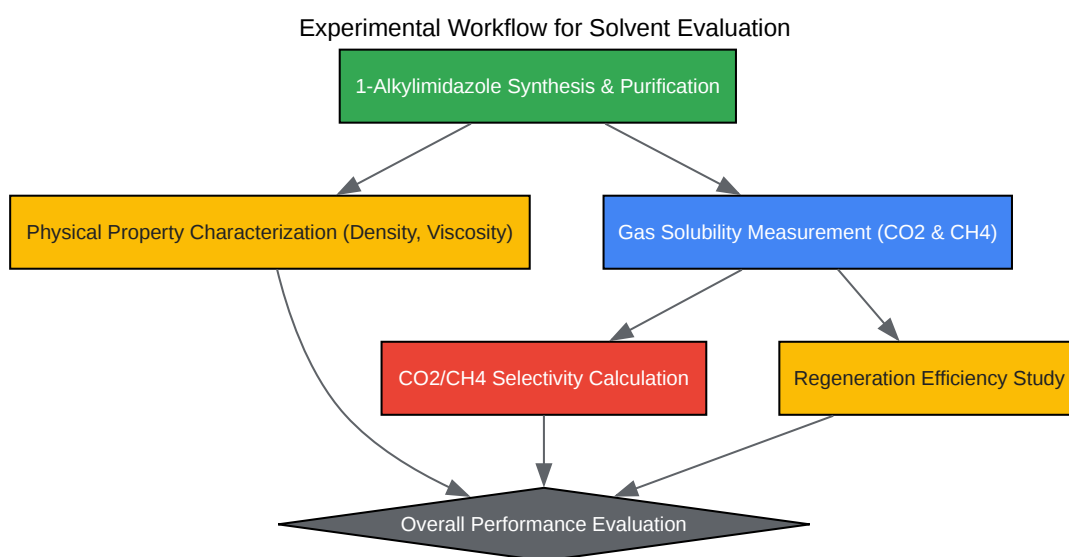 Experimental Workflow for Solvent Evaluation
1-Alkylimidazole Synthesis & Purification
Physical Property Characterization (Density, Viscosity)
Gas Solubility Measurement (CO2 & CH4)
CO2/CH4 Selectivity Calculation
Regeneration Efficiency Study
Overall Performance Evaluation